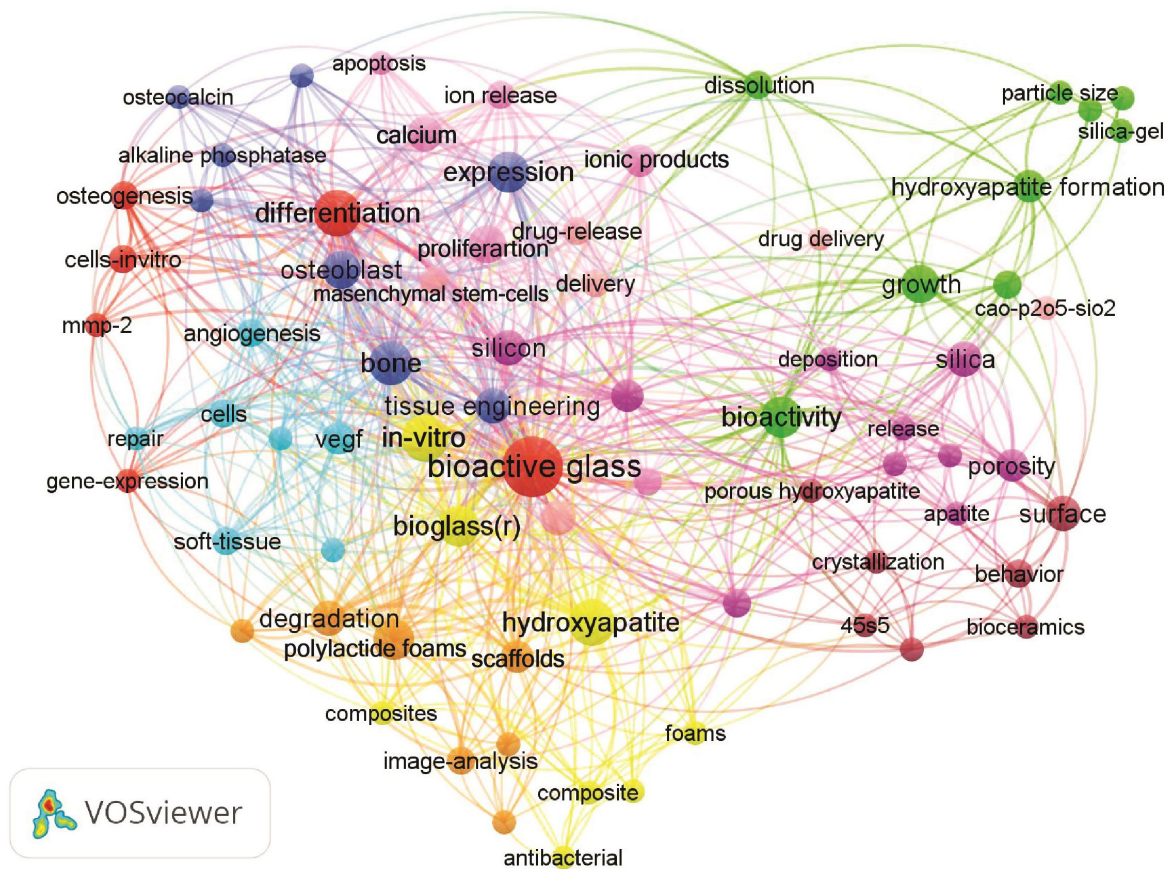 apoptosis
osteocalcin
ion release
dissolution
particle size
calcium
silica-gel
alkaline phosphatase
expression
ionic products
osteogenesis
differentiation
hydroxyapatite formation
proliferartion
drug-release
drug delivery
cells-invitro
osteoblast
masenchymal stem-cells
delivery
growth
cao-p2o5-sio2
mmp-2
angiogenesis
silicon
bone
deposition
silica
cells
tissue engineering
bioactivity
release
repair
vegf
in-vitro
bioactive glass
porosity
gene-expression
porous hydroxyapatite
apatite
surface
bioglass(r)
soft-tissue
crystallization
behavior
degradation
hydroxyapatite
45s5
bioceramics
polylactide foams
scaffolds
composites
foams
image-analysis
composite
antibacterial
VOSviewer